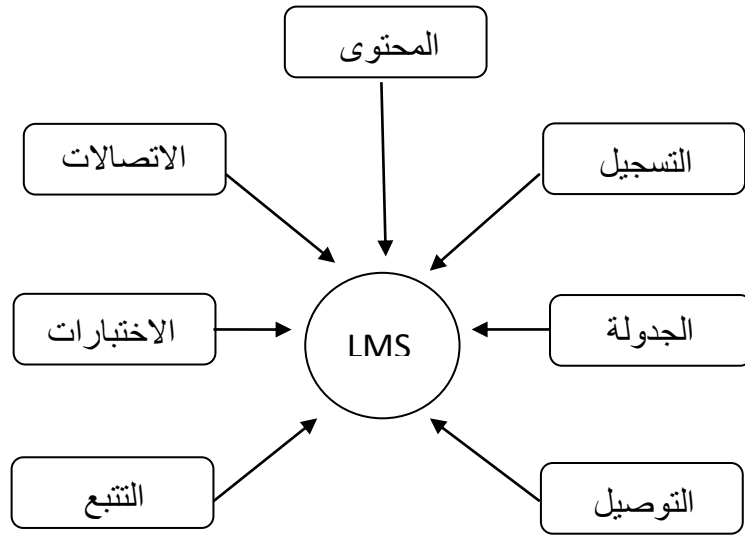 المحتوى
التسجيل
الاتصالات
الجدولة
LMS
الاختبارات
التوصيل
التتبع